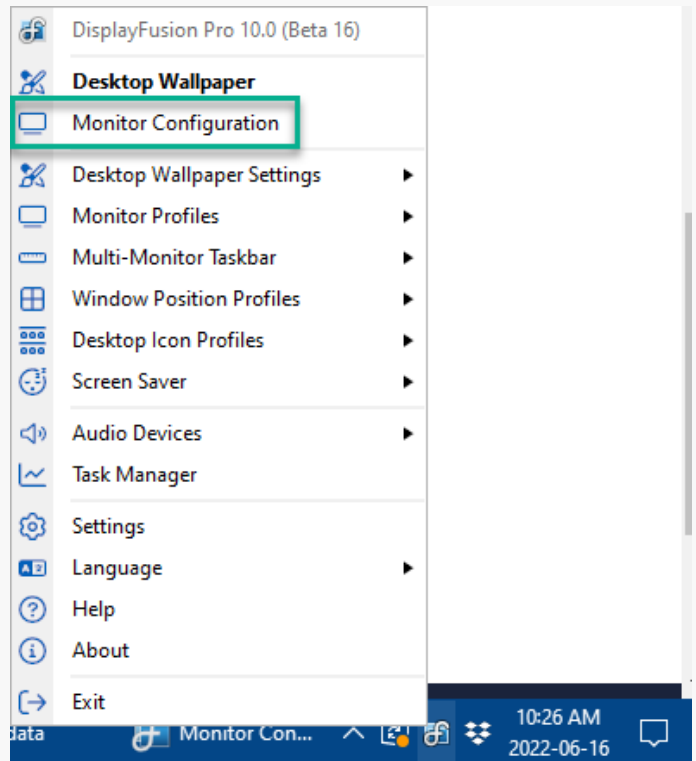 DisplayFusion Pro 10.0 (Beta 16)
Desktop Wallpaper
Monitor Configuration
Desktop Wallpaper Settings
Monitor Profiles
Multi-Monitor Taskbar
Window Position Profiles
Desktop Icon Profiles
Screen Saver
Audio Devices
Task Manager
Settings
Language
Help
About
Exit
data
Monitor Con...
10:26 AM
2022-06-16